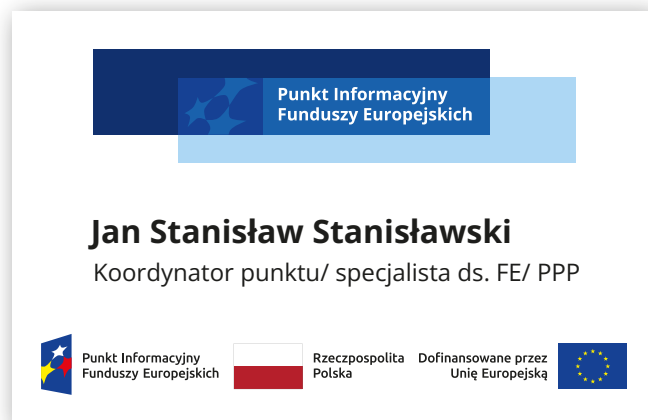 Punkt Informacyjny
Funduszy Europejskich
Jan Stanisław Stanisławski
Koordynator punktu/ specjalista ds. FE/ PPP
Punkt Informacyjny
Funduszy Europejskich
Rzeczpospolita
Polska
Dofinansowane przez
Unię Europejską